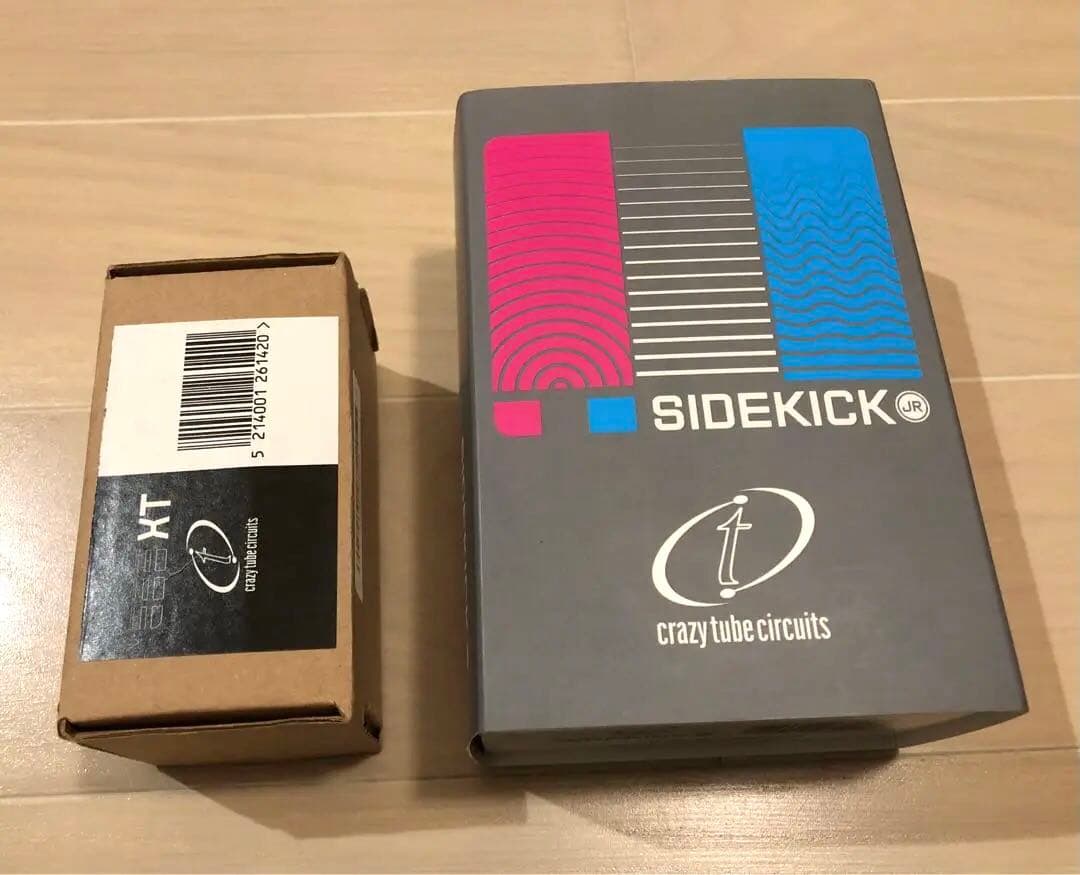 5 214001 261420 >
XT
t
crazy tube circuits
SIDEKICK JR
t
crazy tube circuits